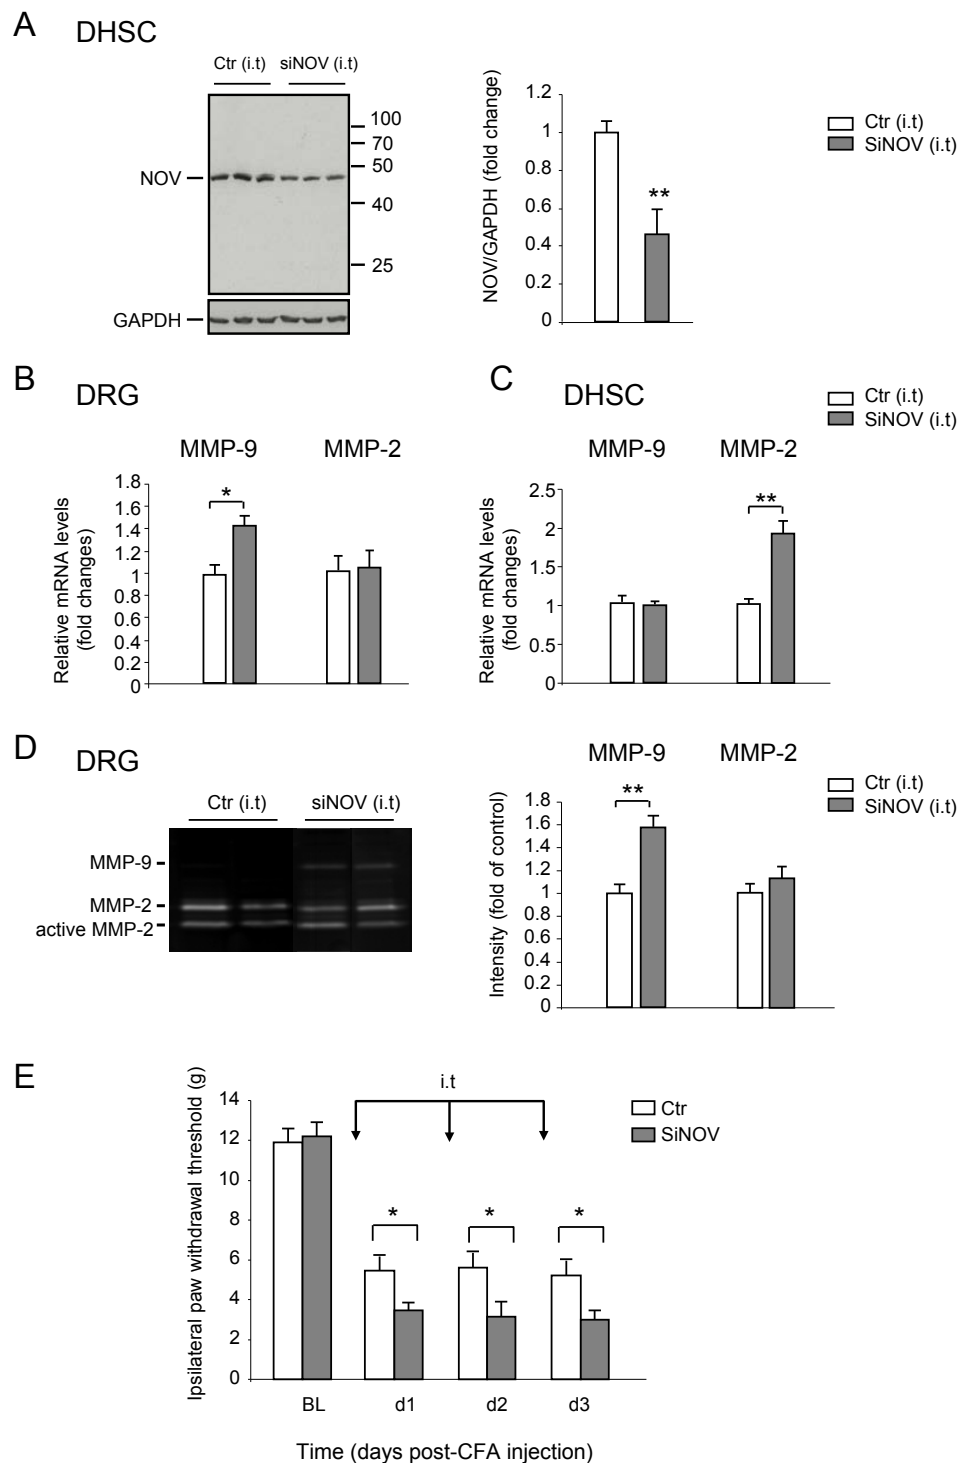 A
DHSC
Ctr (i.t) siNOV (i.t)
100
70
50
NOV
40
25
GAPDH
NOV/GAPDH (fold change)
1.2
1
0.8
0.6
0.4
0.2
0
**
Ctr (i.t)
SiNOV (i.t)
B
DRG
MMP-9 MMP-2
Relative mRNA levels
(fold changes)
1.8
1.6
1.4
1.2
1
0.8
0.6
0.4
0.2
0
*
C
DHSC
Ctr (i.t)
SiNOV (i.t)
MMP-9 MMP-2
Relative mRNA levels
(fold changes)
2.5
2
1.5
1
0.5
0
**
D
DRG
Ctr (i.t) siNOV (i.t)
MMP-9
MMP-2
active MMP-2
MMP-9 MMP-2
Ctr (i.t)
SiNOV (i.t)
Intensity (fold of control)
1.8
1.6
1.4
1.2
1
0.8
0.6
0.4
0.2
0
**
E
Ipsilateral paw withdrawal threshold (g)
14
12
10
8
6
4
2
0
i.t
Ctr
SiNOV
* * *
BL d1 d2 d3
Time (days post-CFA injection)